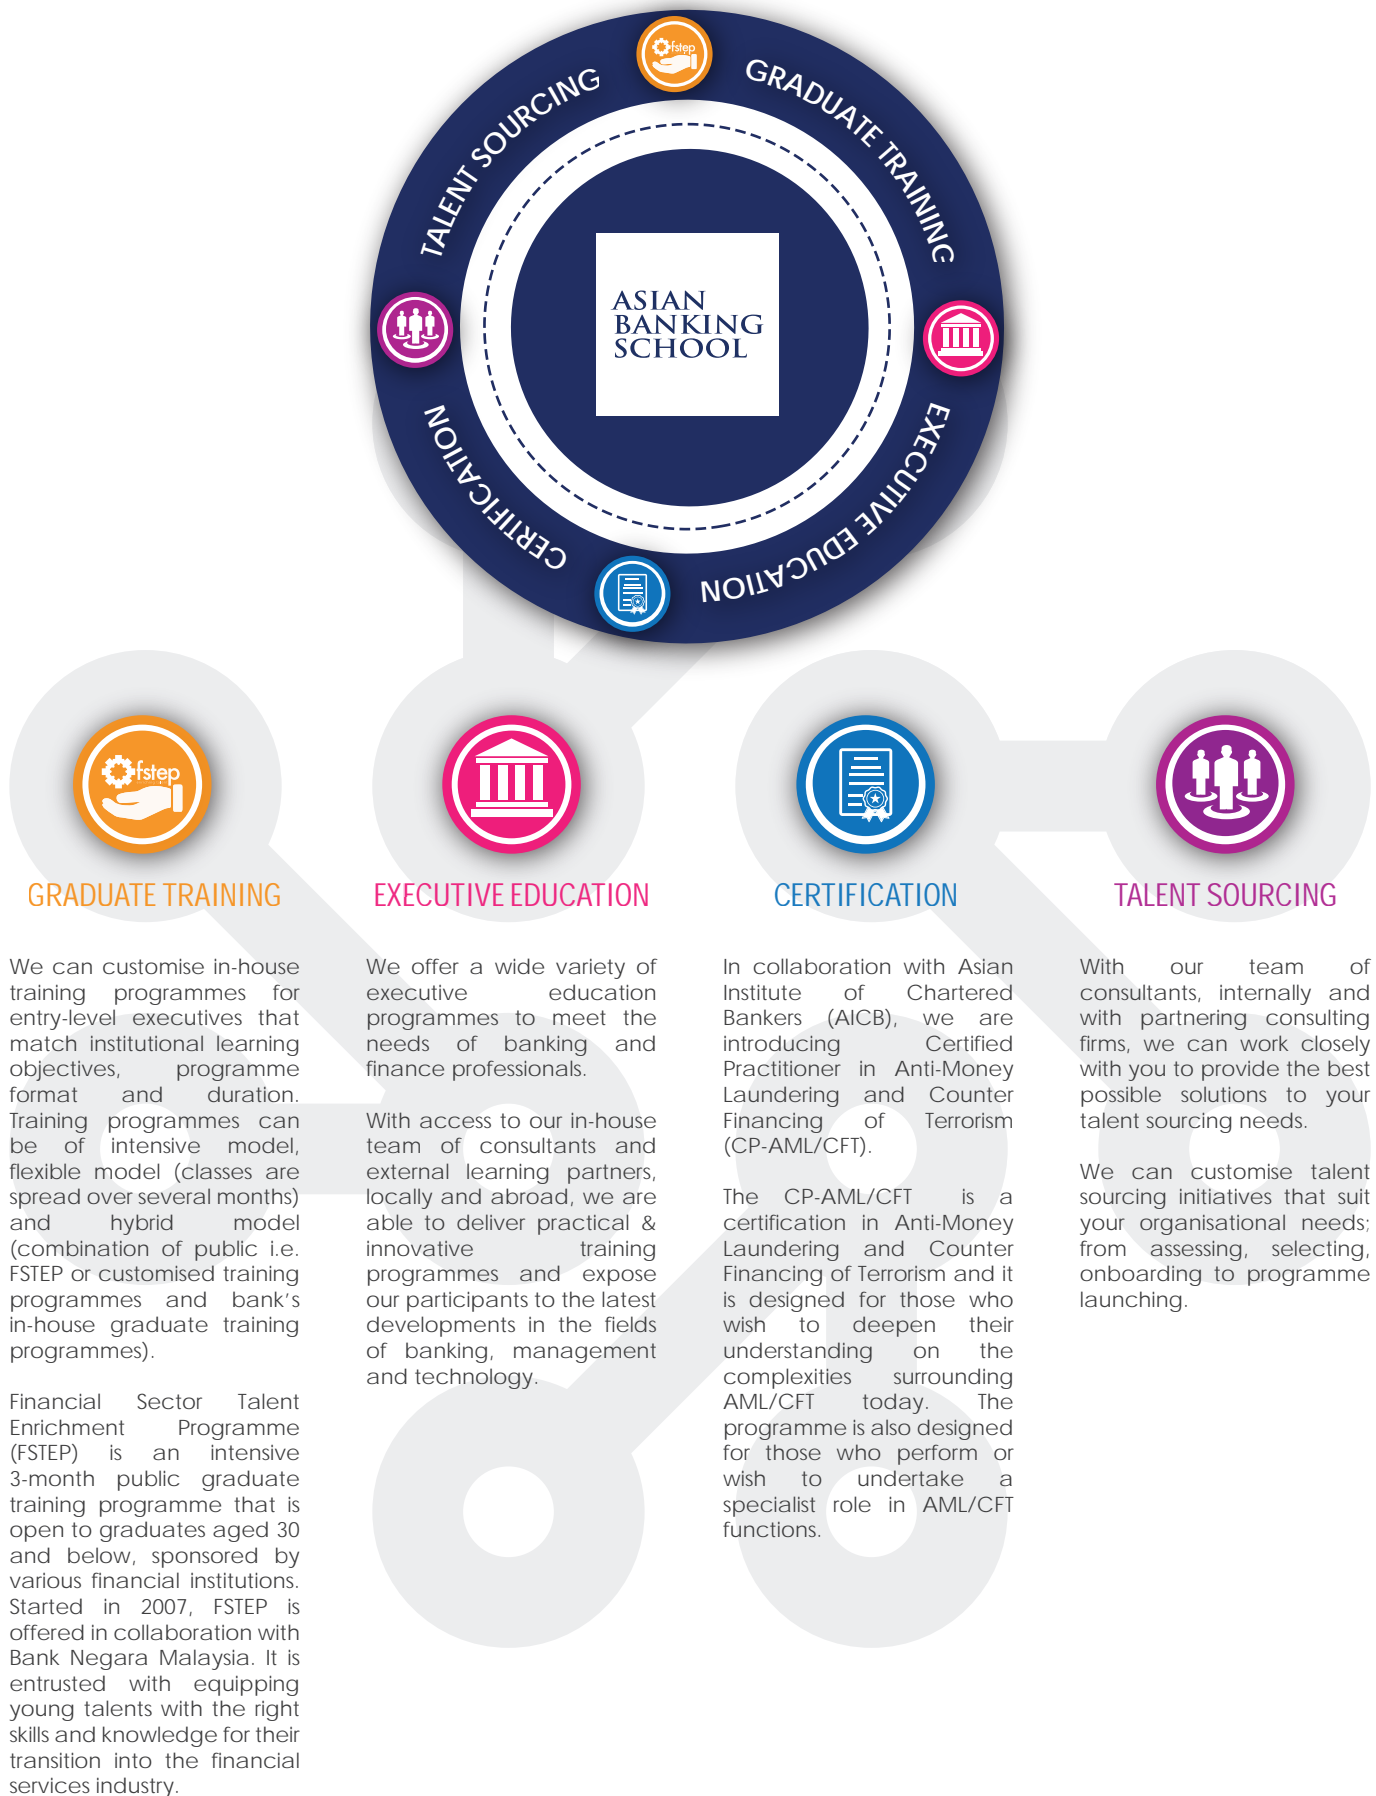 fstep
TALENT SOURCING
GRADUATE TRAINING
ASIAN
BANKING
SCHOOL
CERTIFICATION
EXECUTIVE EDUCATION
fstep
GRADUATE TRAINING
We can customise in-house
training programmes for
entry-level executives that
match institutional learning
objectives, programme
format and duration.
Training programmes can
be of intensive model,
flexible model (classes are
spread over several months)
and hybrid model
(combination of public i.e.
FSTEP or customised training
programmes and bank's
in-house graduate training
programmes).
Financial Sector Talent
Enrichment Programme
(FSTEP) is an intensive
3-month public graduate
training programme that is
open to graduates aged 30
and below, sponsored by
various financial institutions.
Started in 2007, FSTEP is
offered in collaboration with
Bank Negara Malaysia. It is
entrusted with equipping
young talents with the right
skills and knowledge for their
transition into the financial
services industry.
EXECUTIVE EDUCATION
We offer a wide variety of
executive education
programmes to meet the
needs of banking and
finance professionals.
With access to our in-house
team of consultants and
external learning partners,
locally and abroad, we are
able to deliver practical &
innovative training
programmes and expose
our participants to the latest
developments in the fields
of banking, management
and technology.
CERTIFICATION
In collaboration with Asian
Institute of Chartered
Bankers (AICB), we are
introducing Certified
Practitioner in Anti-Money
Laundering and Counter
Financing of Terrorism
(CP-AML/CFT).
The CP-AML/CFT is a
certification in Anti-Money
Laundering and Counter
Financing of Terrorism and it
is designed for those who
wish to deepen their
understanding on the
complexities surrounding
AML/CFT today. The
programme is also designed
for those who perform or
wish to undertake a
specialist role in AML/CFT
functions.
TALENT SOURCING
With our team of
consultants, internally and
with partnering consulting
firms, we can work closely
with you to provide the best
possible solutions to your
talent sourcing needs.
We can customise talent
sourcing initiatives that suit
your organisational needs;
from assessing, selecting,
onboarding to programme
launching.